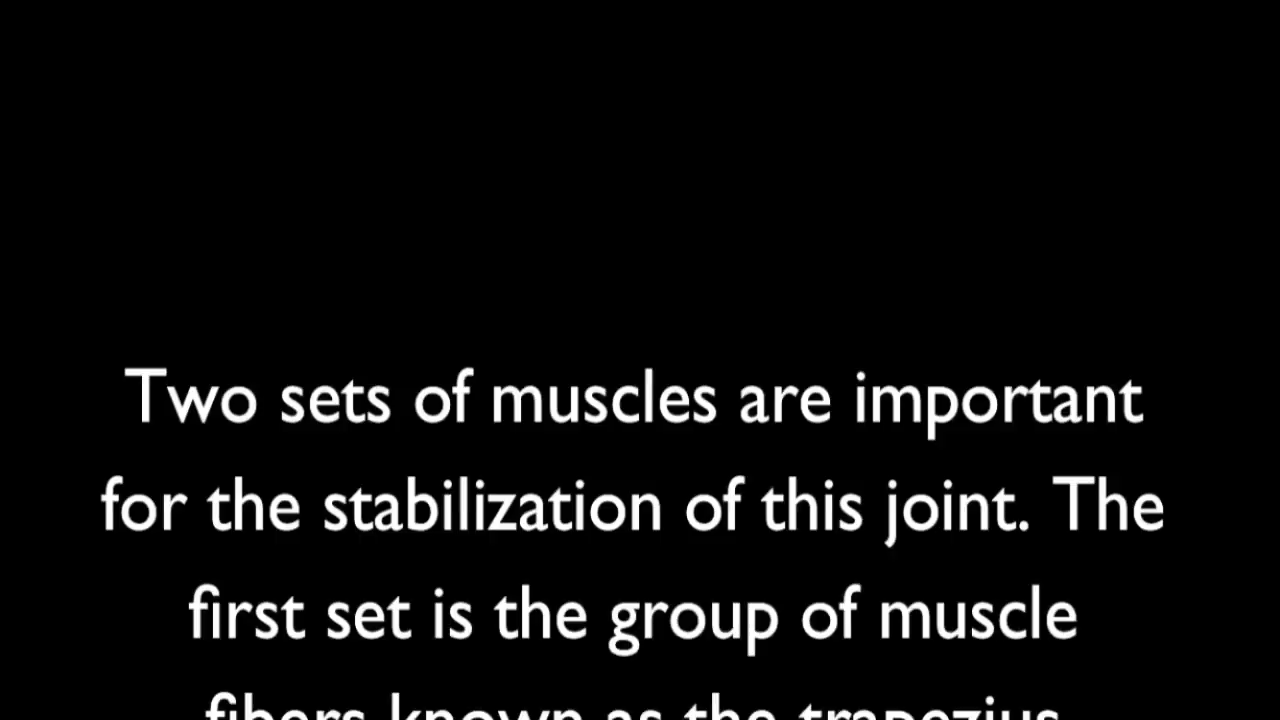 Two sets of muscles are important
for the stabilization of this joint. The
first set is the group of muscle
fibers known as the trapezius